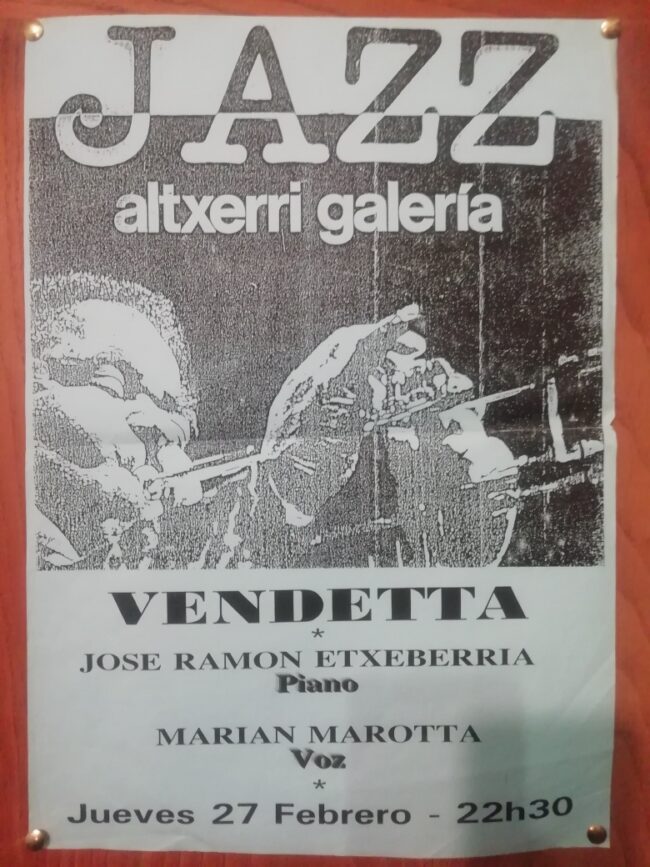 JAZZ
altxerri galería
VENDETTA
*
JOSE RAMON ETXEBERRIA
Piano
MARIAN MAROTTA
Voz
*
Jueves 27 Febrero - 22h30